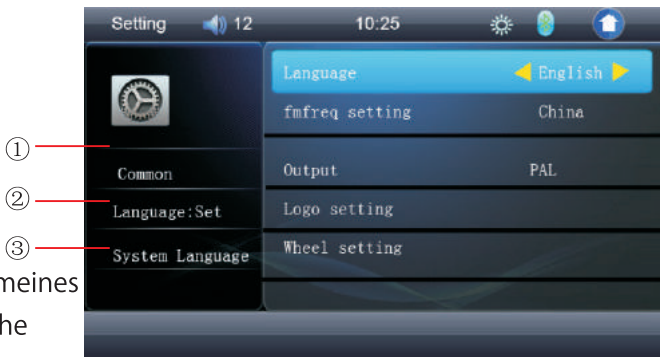 Setting 12 10:25
Language English
fmfreq setting China
① Common
Output PAL
② Language:Set
Logo setting
③ System Language
Wheel setting
meines
he